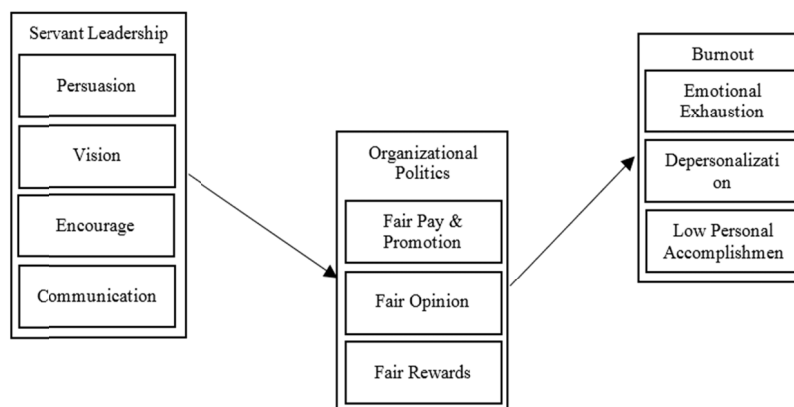 Servant Leadership
Persuasion
Vision
Encourage
Communication
Organizational
Politics
Fair Pay &
Promotion
Fair Opinion
Fair Rewards
Burnout
Emotional
Exhaustion
Depersonalizati
on
Low Personal
Accomplishmen